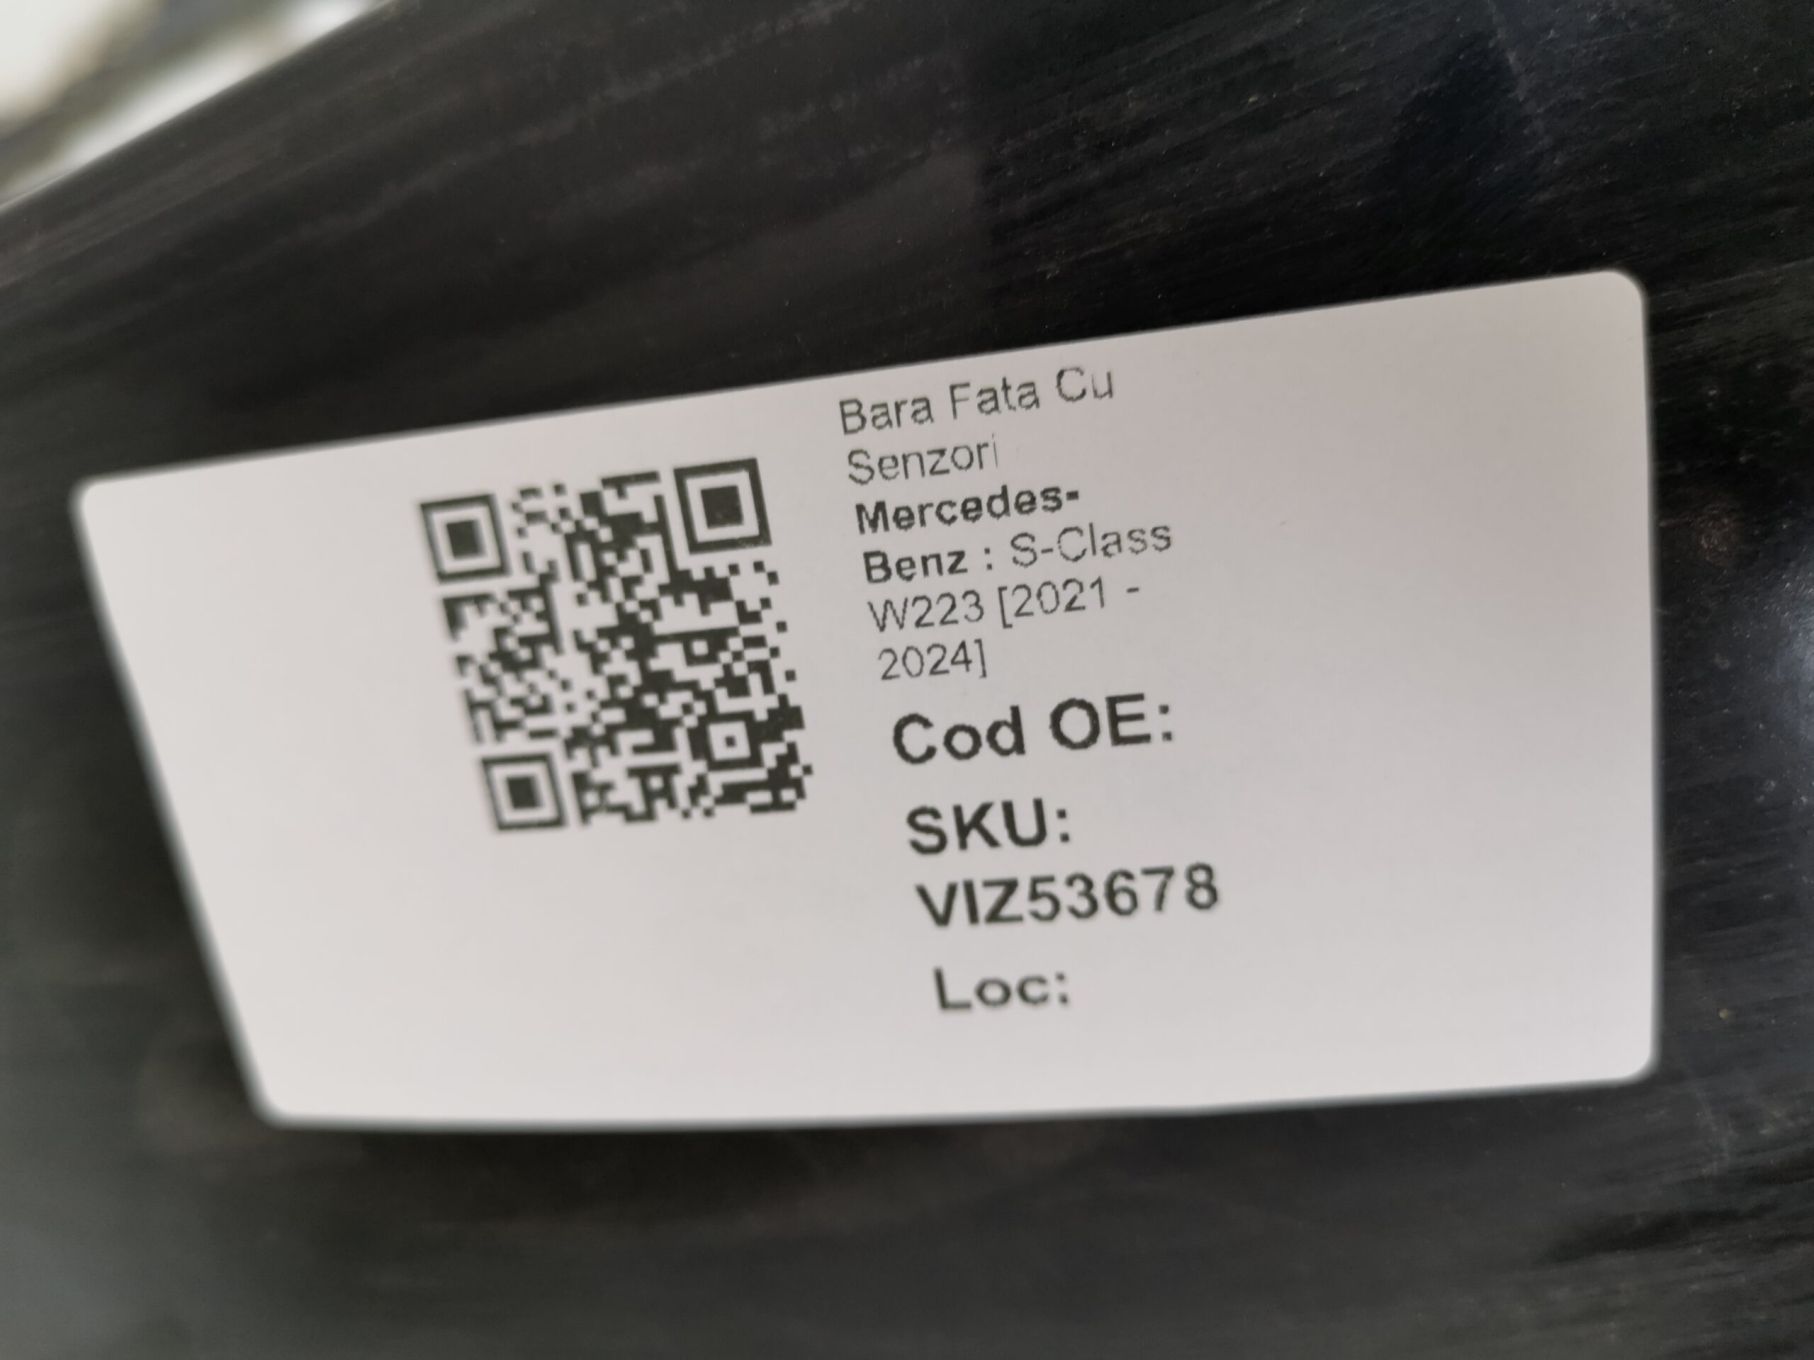 Bara Fata Cu
Senzori
Mercedes-
Benz : S-Class
W223 [2021 -
2024]
Cod OE:
SKU:
VIZ53678
Loc: